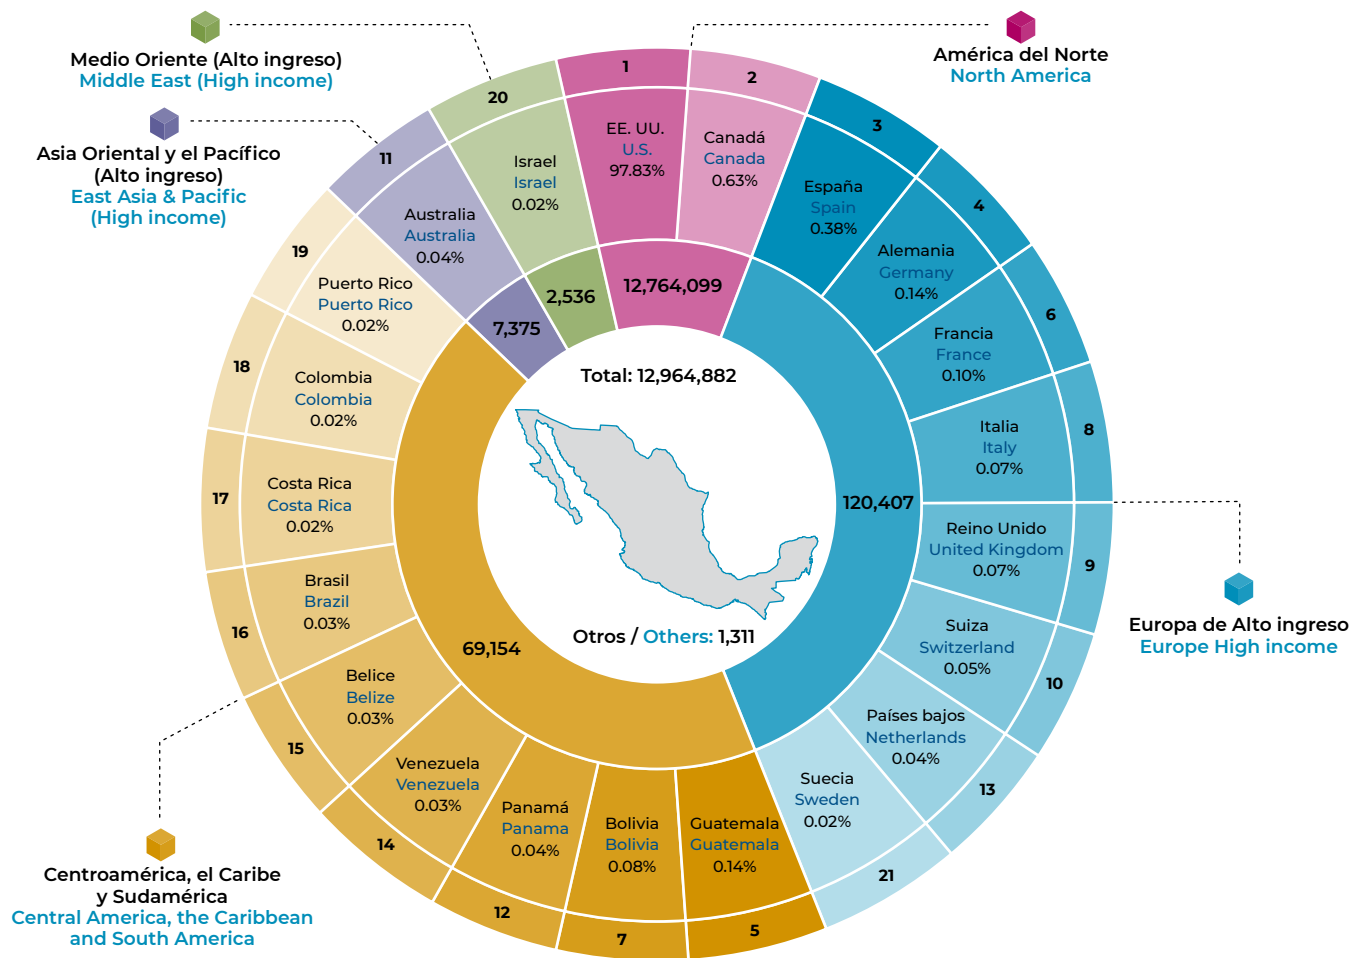 Medio Oriente (Alto ingreso)
Middle East (High income)
América del Norte
North America
Asia Oriental y el Pacífico
(Alto ingreso)
East Asia & Pacific
(High income)
1
EE. UU.
U.S.
97.83%
2
Canadá
Canada
0.63%
3
España
Spain
0.38%
4
Alemania
Germany
0.14%
6
Francia
France
0.10%
8
Italia
Italy
0.07%
9
Reino Unido
United Kingdom
0.07%
10
Suiza
Switzerland
0.05%
13
Países bajos
Netherlands
0.04%
21
Suecia
Sweden
0.02%
5
Guatemala
Guatemala
0.14%
7
Bolivia
Bolivia
0.08%
12
Panamá
Panama
0.04%
14
Venezuela
Venezuela
0.03%
15
Belice
Belize
0.03%
16
Brasil
Brazil
0.03%
17
Costa Rica
Costa Rica
0.02%
18
Colombia
Colombia
0.02%
19
Puerto Rico
Puerto Rico
0.02%
11
Australia
Australia
0.04%
20
Israel
Israel
0.02%
12,764,099
2,536
7,375
120,407
69,154
Total: 12,964,882
Otros / Others: 1,311
Europa de Alto ingreso
Europe High income
Centroamérica, el Caribe
y Sudamérica
Central America, the Caribbean
and South America